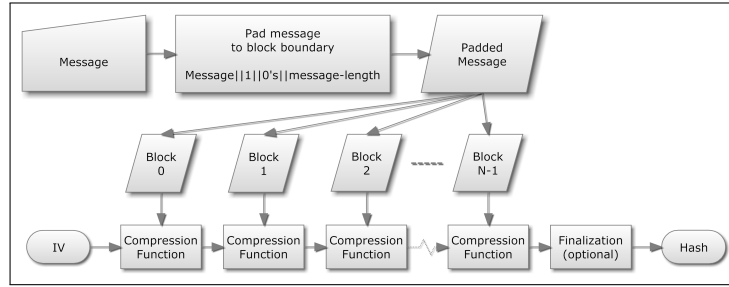 Message
Pad message
to block boundary
Message||1||0's||message-length
Padded
Message
Block
0
Block
1
Block
2
Block
N-1
IV
Compression
Function
Compression
Function
Compression
Function
Compression
Function
Finalization
(optional)
Hash